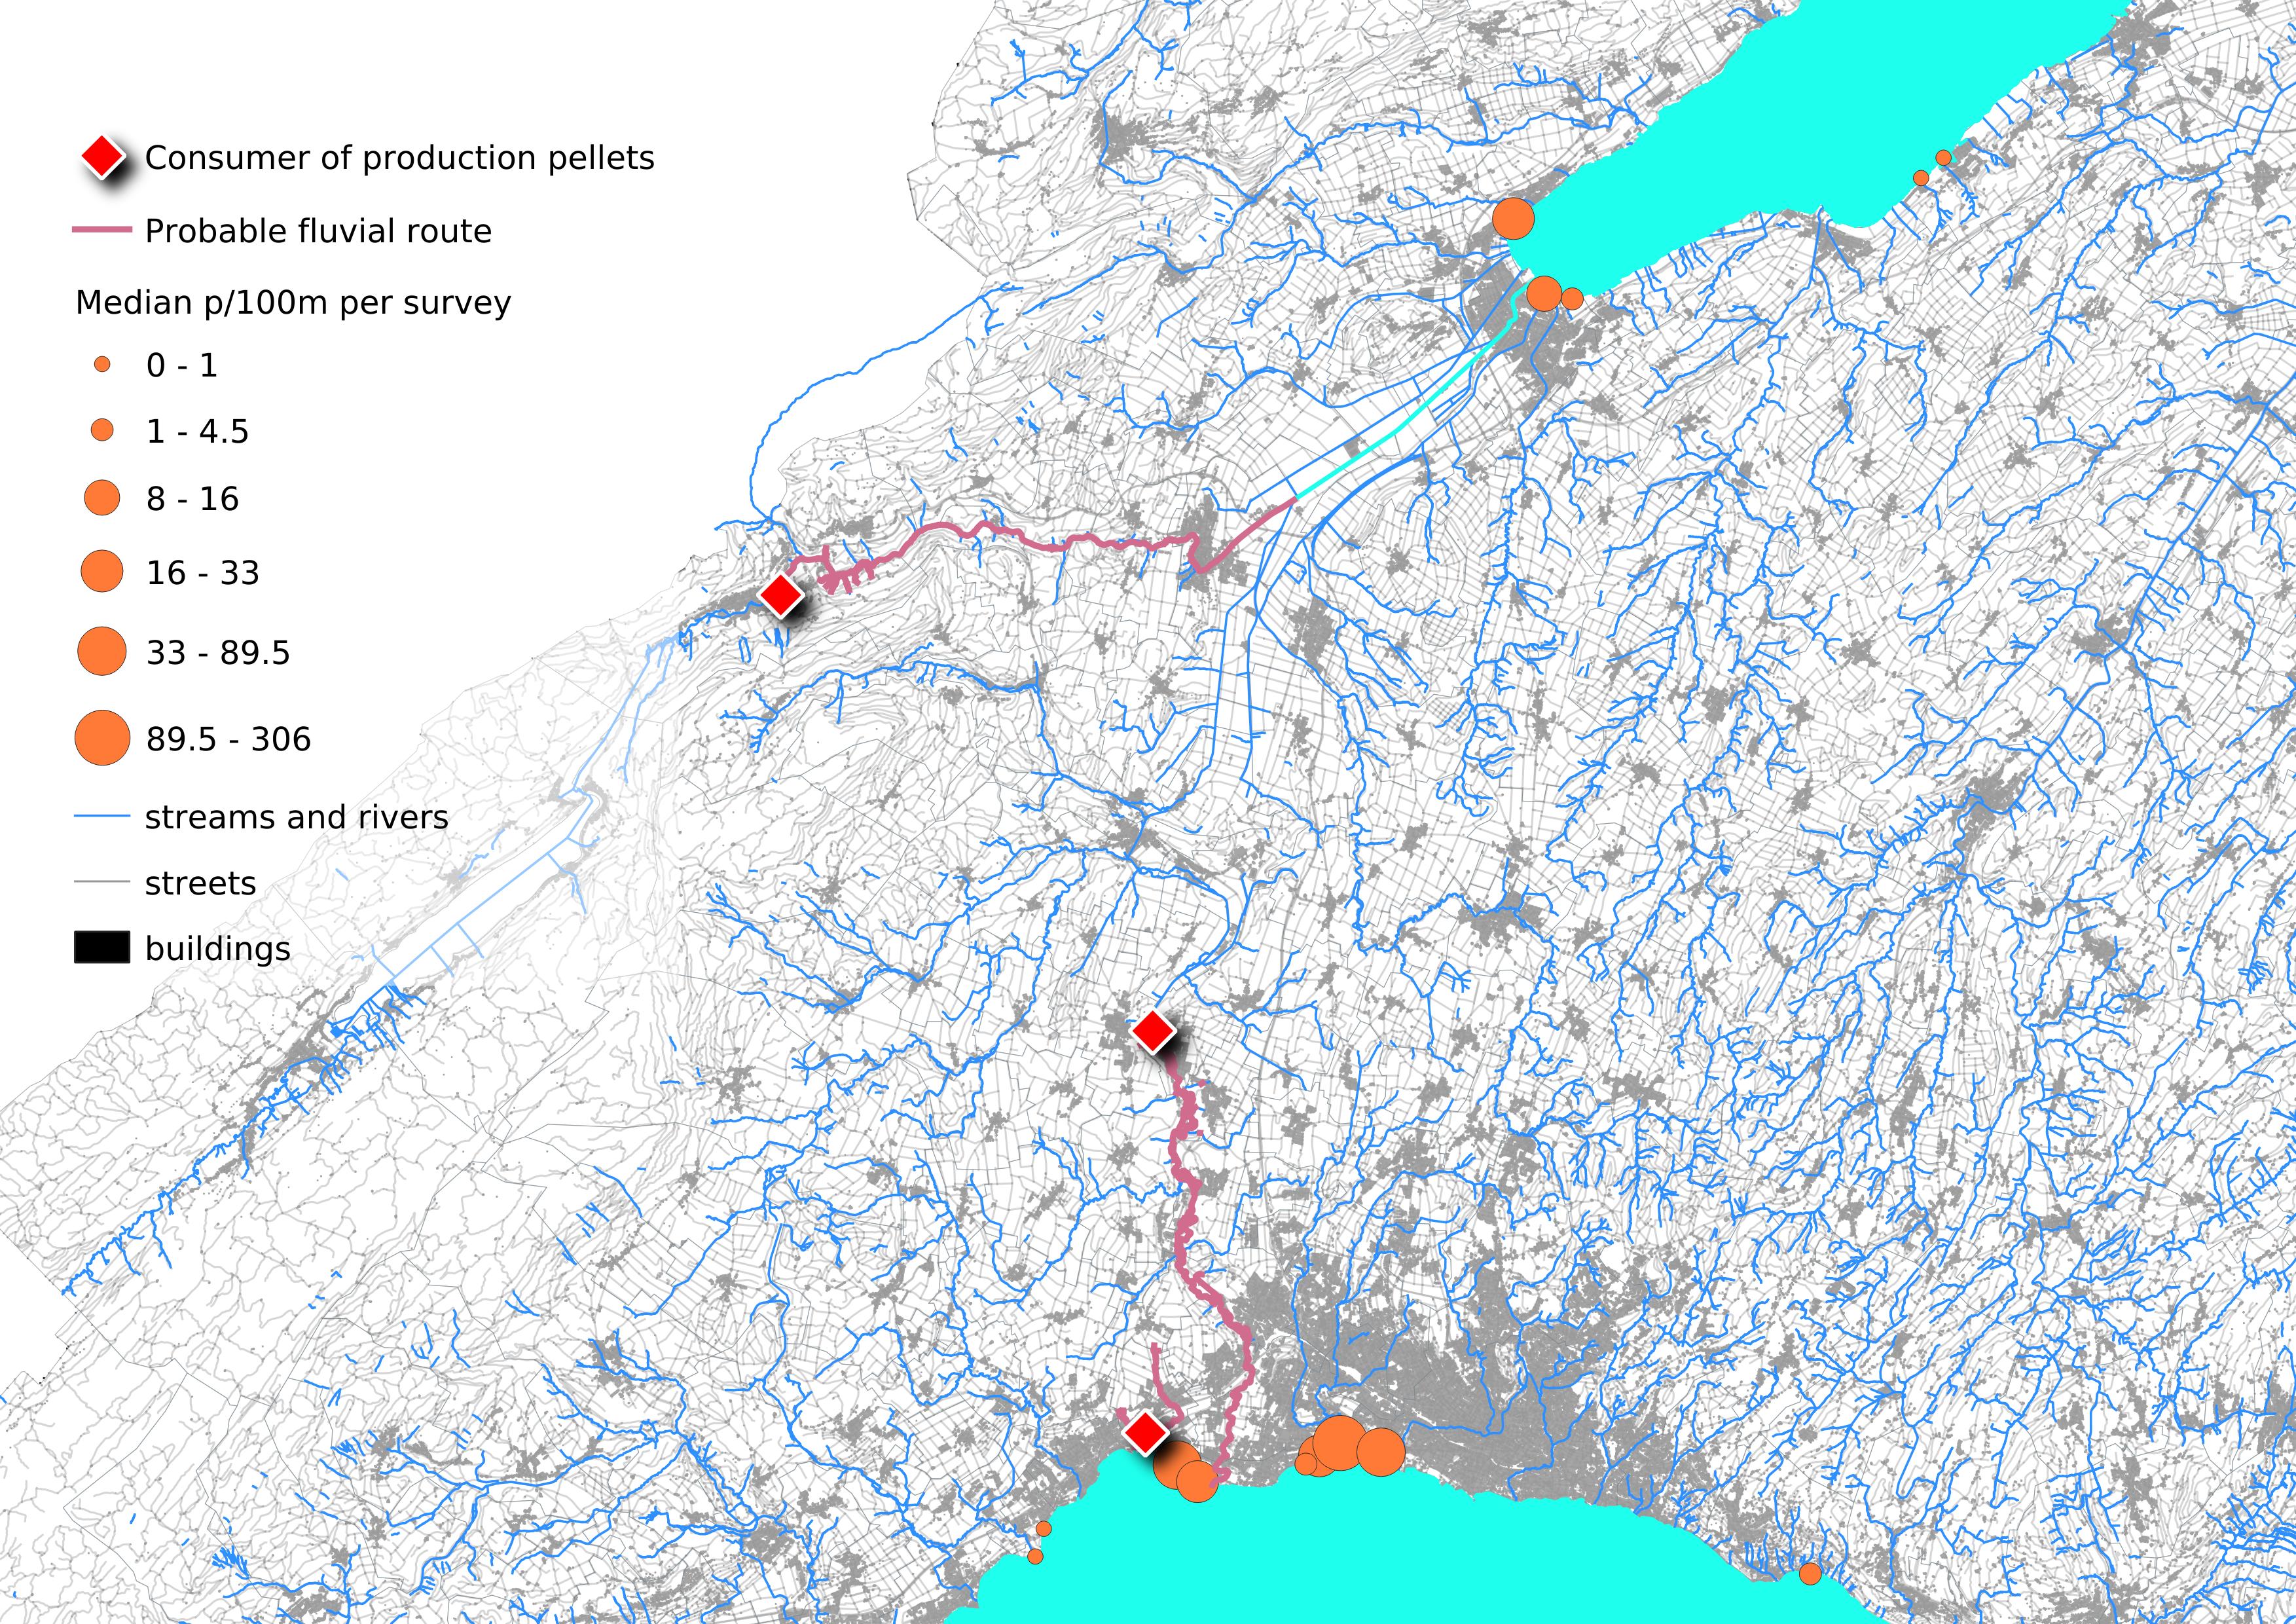 Consumer of production pellets
Probable fluvial route
Median p/100m per survey
0 - 1
1 - 4.5
8 - 16
16 - 33
33 - 89.5
89.5 - 306
streams and rivers
streets
buildings